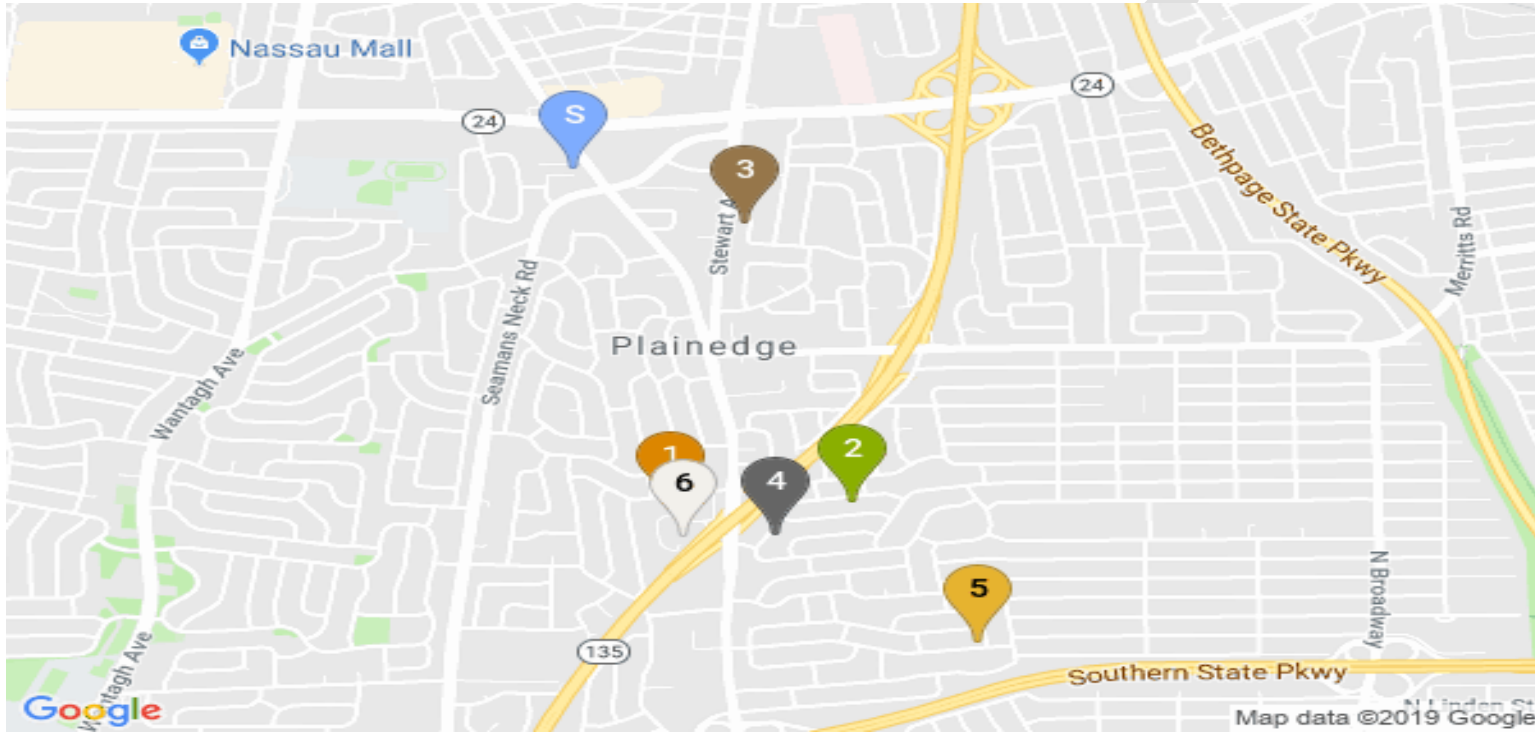 Nassau Mall
24
24
S
3
Bethpage State Pkwy
Merritts Rd
Stewart A
Seamans Neck Rd
Plainedge
Wantagh Ave
1
2
6
4
5
N Broadway
135
Southern State Pkwy
Wantagh Ave
Google
N Linden St
Map data ©2019 Google